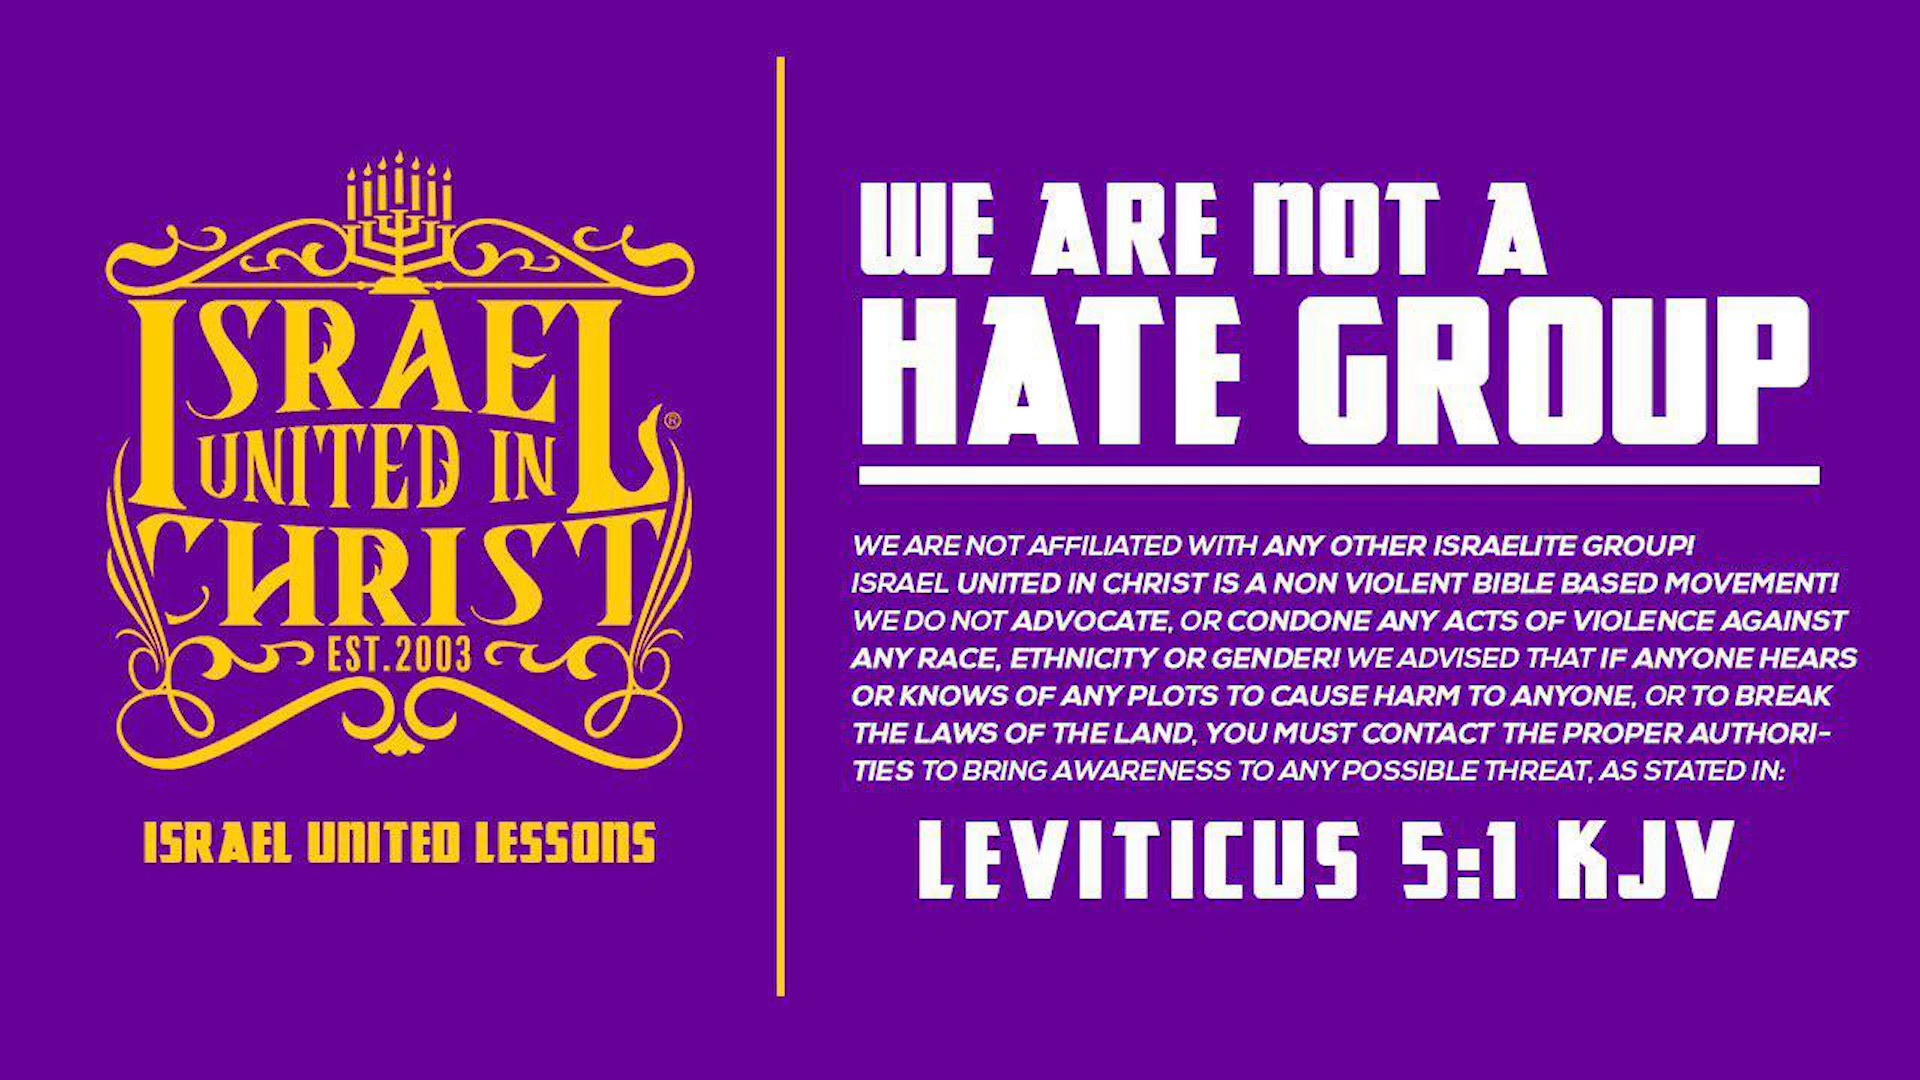 ISRAEL
UNITED IN
CHRIST
®
EST.2003
ISRAEL UNITED LESSONS
WE ARE NOT A
HATE GROUP
WE ARE NOT AFFILIATED WITH ANY OTHER ISRAELITE GROUP!
ISRAEL UNITED IN CHRIST IS A NON VIOLENT BIBLE BASED MOVEMENT!
WE DO NOT ADVOCATE, OR CONDONE ANY ACTS OF VIOLENCE AGAINST
ANY RACE, ETHNICITY OR GENDER! WE ADVISED THAT IF ANYONE HEARS
OR KNOWS OF ANY PLOTS TO CAUSE HARM TO ANYONE, OR TO BREAK
THE LAWS OF THE LAND, YOU MUST CONTACT THE PROPER AUTHORI-
TIES TO BRING AWARENESS TO ANY POSSIBLE THREAT, AS STATED IN:
LEVITICUS 5:1 KJV